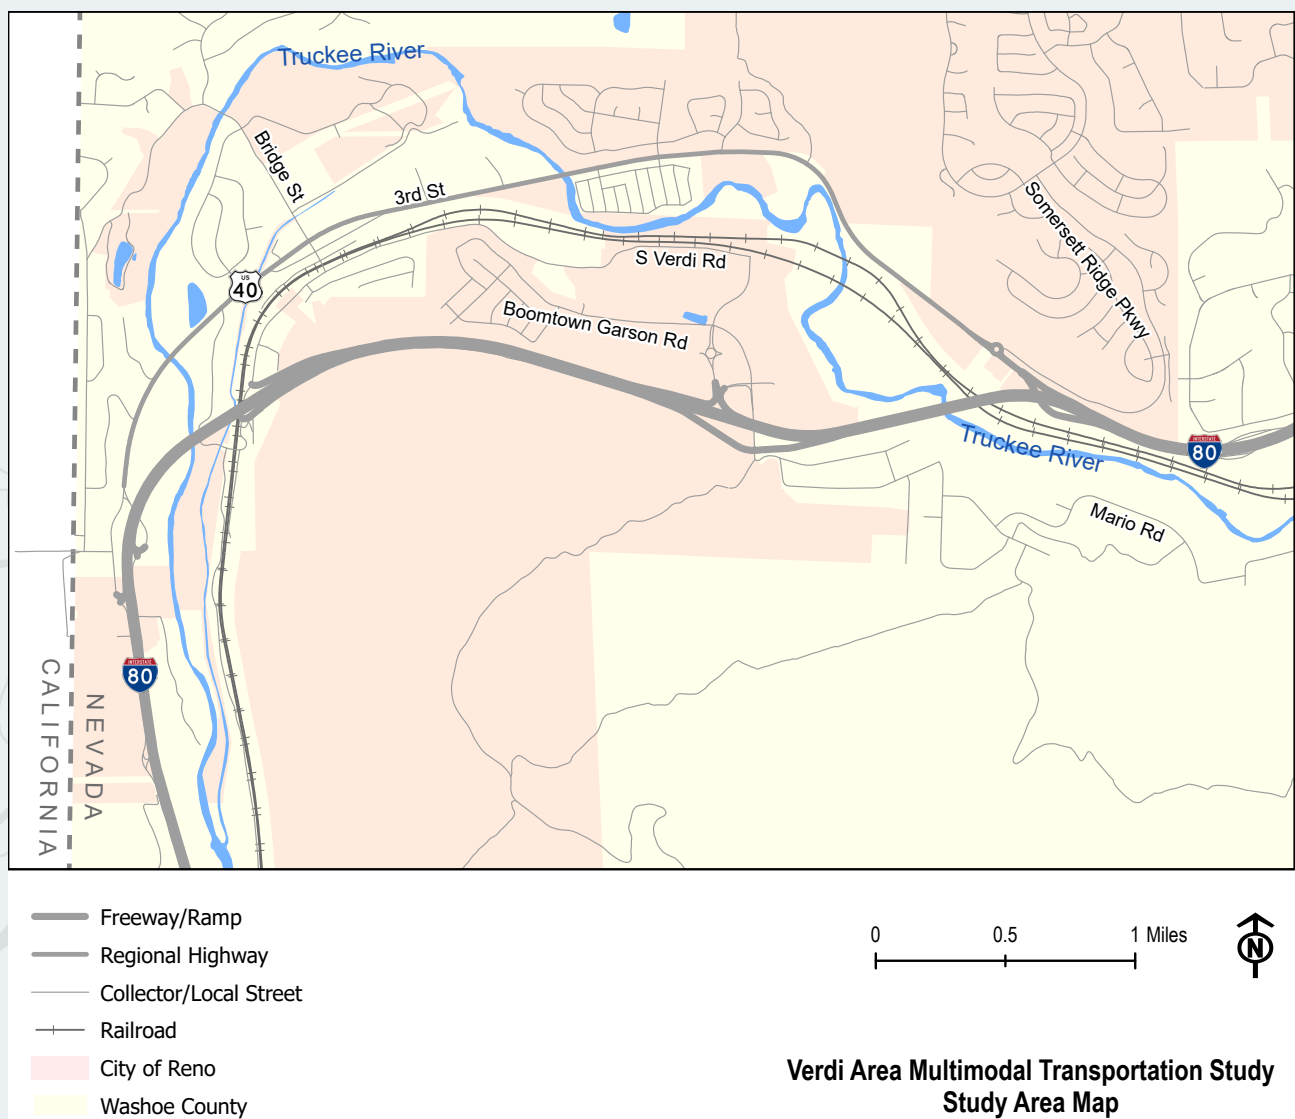 Truckee River
Bridge St
3rd St
Somersett Ridge Pkwy
US
40
S Verdi Rd
Boomtown Garson Rd
Truckee River
INTERSTATE
80
Mario Rd
INTERSTATE
80
CALIFORNIA
NEVADA
Freeway/Ramp
Regional Highway
Collector/Local Street
Railroad
City of Reno
Washoe County
0 0.5 1 Miles
N
Verdi Area Multimodal Transportation Study
Study Area Map